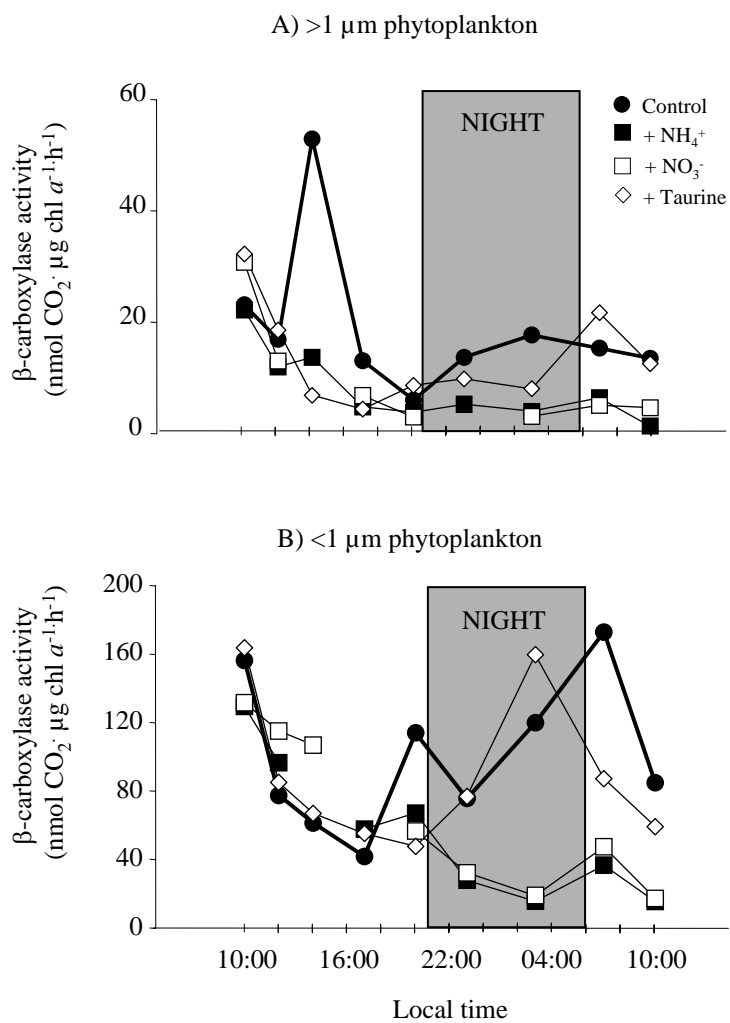 A) >1 µm phytoplankton
β-carboxylase activity
(nmol CO₂· µg chl a⁻¹·h⁻¹)
60
40
20
0
NIGHT
Control
+ NH₄⁺
+ NO₃⁻
+ Taurine
B) <1 µm phytoplankton
β-carboxylase activity
(nmol CO₂· µg chl a⁻¹·h⁻¹)
200
160
120
80
40
0
NIGHT
10:00 16:00 22:00 04:00 10:00
Local time